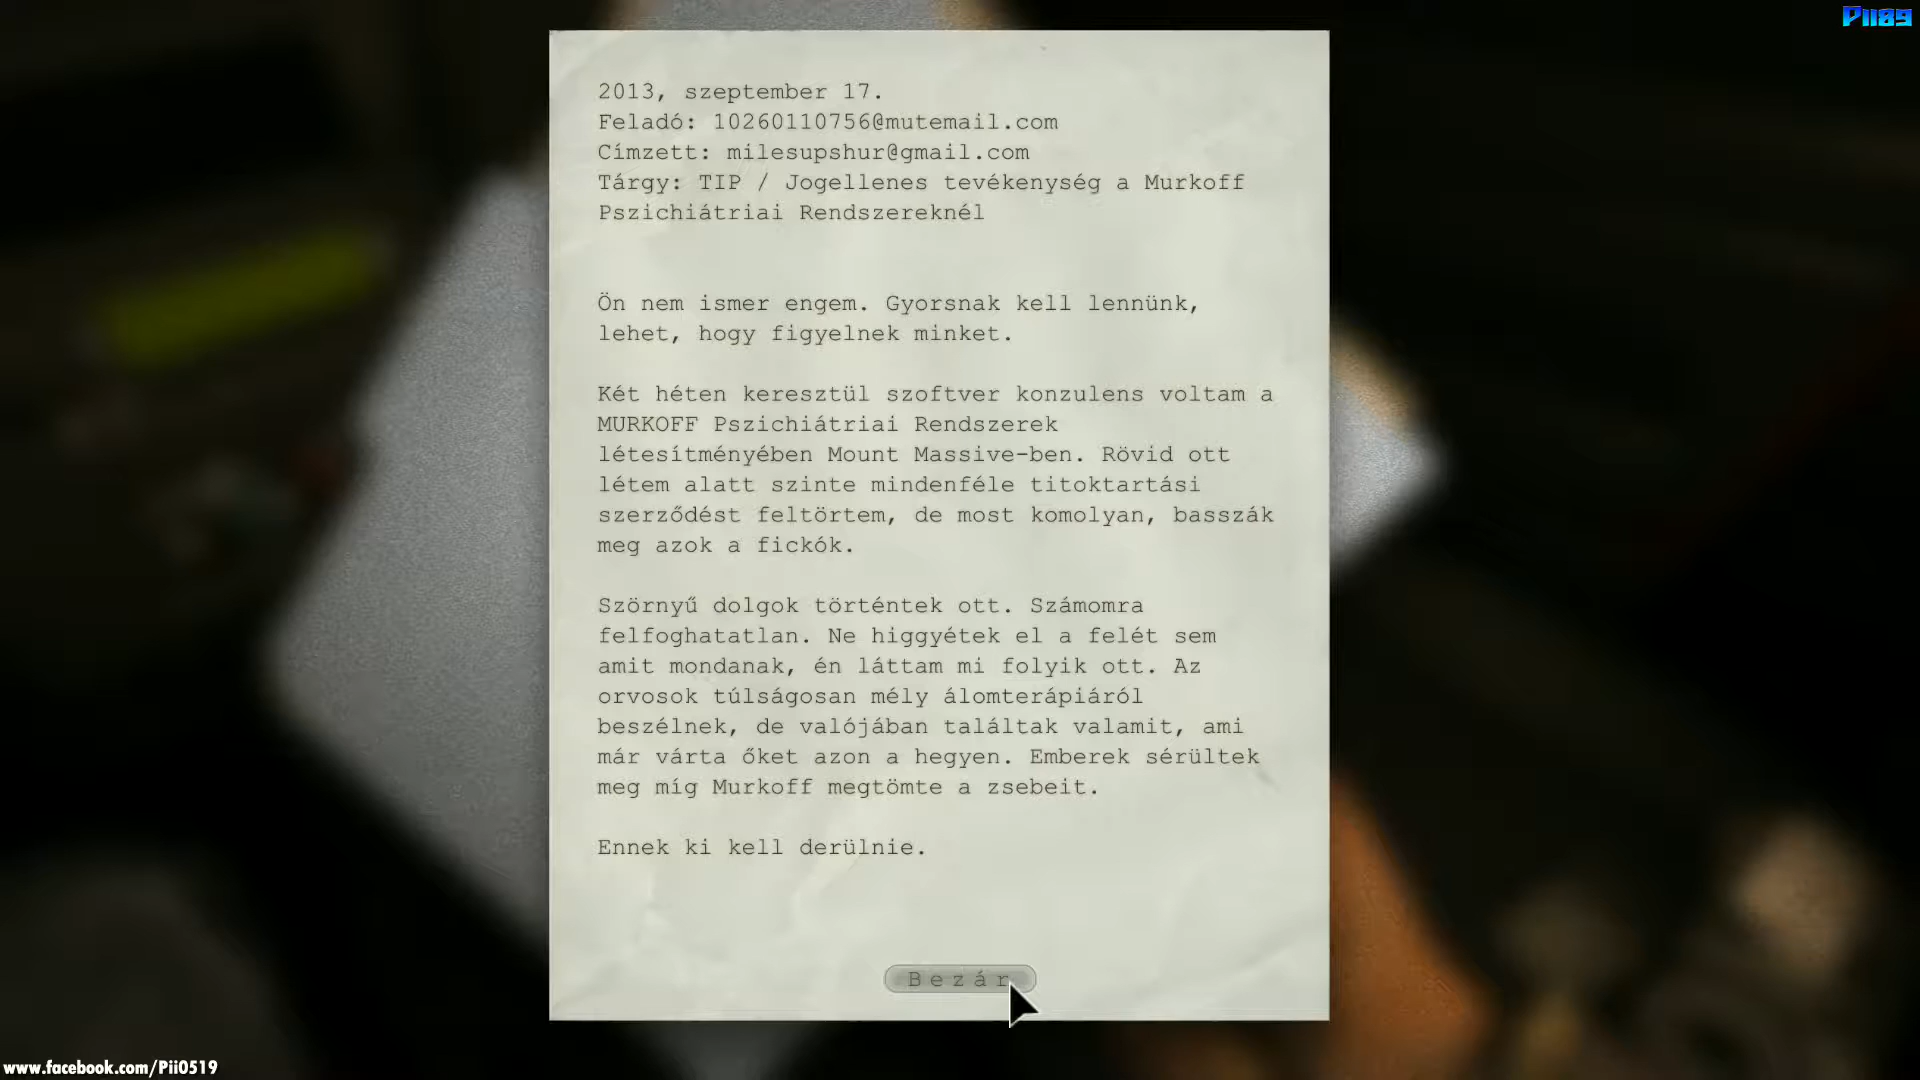 Pii89
2013, szeptember 17.
Feladó: 10260110756@mutemail.com
Címzett: milesupshur@gmail.com
Tárgy: TIP / Jogellenes tevékenység a Murkoff
Pszichiátriai Rendszereknél
Ön nem ismer engem. Gyorsnak kell lennünk,
lehet, hogy figyelnek minket.
Két héten keresztül szoftver konzulens voltam a
MURKOFF Pszichiátriai Rendszerek
létesítményében Mount Massive-ben. Rövid ott
létem alatt szinte mindenféle titoktartási
szerződést feltörtem, de most komolyan, basszák
meg azok a fickók.
Szörnyű dolgok történtek ott. Számomra
felfoghatatlan. Ne higgyétek el a felét sem
amit mondanak, én láttam mi folyik ott. Az
orvosok túlságosan mély álomterápiáról
beszélnek, de valójában találtak valamit, ami
már várta őket azon a hegyen. Emberek sérültek
meg míg Murkoff megtömte a zsebeit.
Ennek ki kell derülnie.
Bezár
www.facebook.com/Pii0519